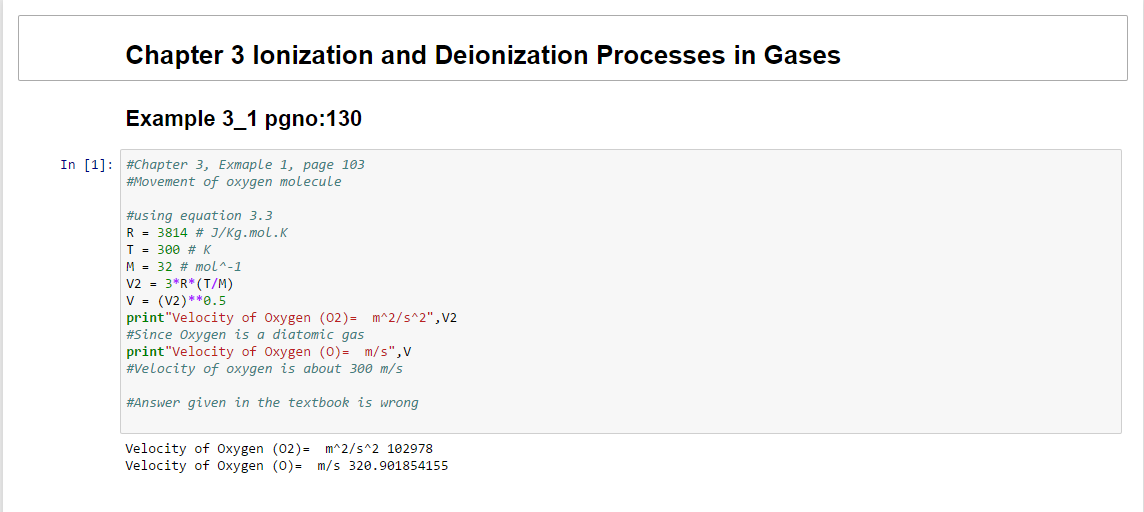 Chapter 3 Ionization and Deionization Processes in Gases
Example 3_1 pgno:130
In [1]: #Chapter 3, Exmaple 1, page 103
#Movement of oxygen molecule
#using equation 3.3
R = 3814 # J/Kg.mol.K
T = 300 # K
M = 32 # mol^-1
V2 = 3*R*(T/M)
V = (V2)**0.5
print"Velocity of Oxygen (O2)=  m^2/s^2",V2
#Since Oxygen is a diatomic gas
print"Velocity of Oxygen (O)=  m/s",V
#Velocity of oxygen is about 300 m/s
#Answer given in the textbook is wrong
Velocity of Oxygen (O2)=  m^2/s^2 102978
Velocity of Oxygen (O)=  m/s 320.901854155